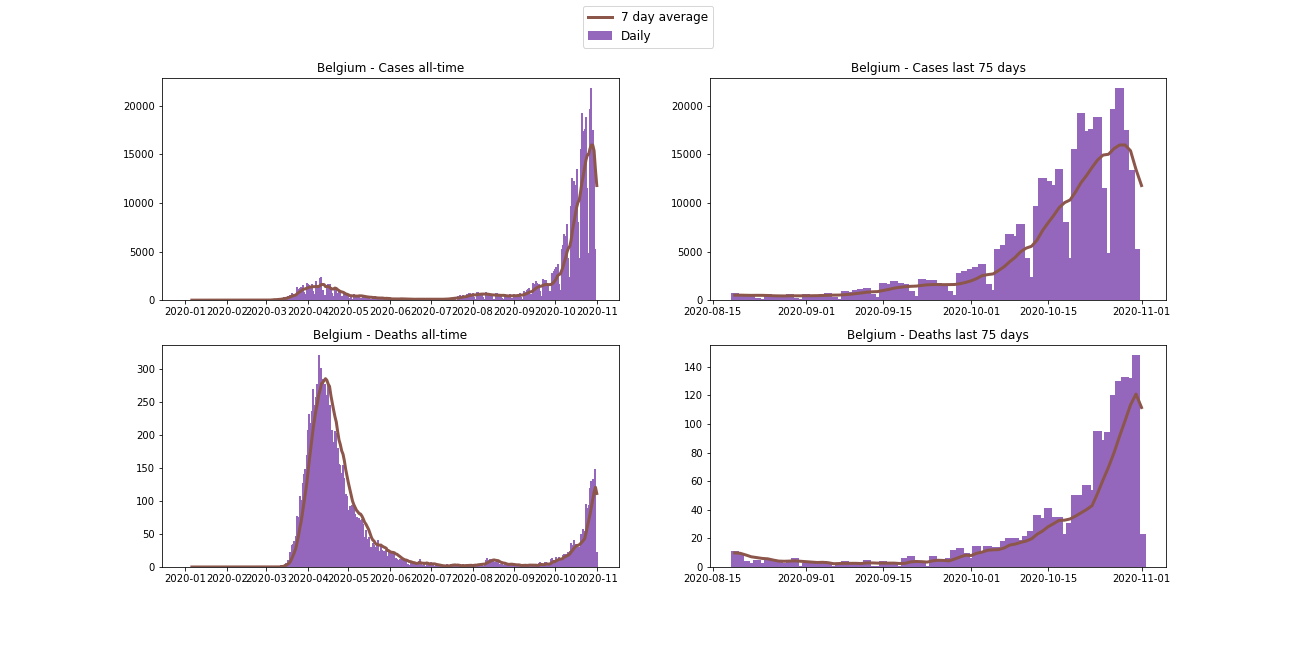 7 day average
Daily
Belgium - Cases all-time
20000
15000
10000
5000
0
2020-01 2020-02 2020-03 2020-04 2020-05 2020-06 2020-07 2020-08 2020-09 2020-10 2020-11
Belgium - Cases last 75 days
20000
15000
10000
5000
0
2020-08-15 2020-09-01 2020-09-15 2020-10-01 2020-10-15 2020-11-01
Belgium - Deaths all-time
300
250
200
150
100
50
0
2020-01 2020-02 2020-03 2020-04 2020-05 2020-06 2020-07 2020-08 2020-09 2020-10 2020-11
Belgium - Deaths last 75 days
140
120
100
80
60
40
20
0
2020-08-15 2020-09-01 2020-09-15 2020-10-01 2020-10-15 2020-11-01